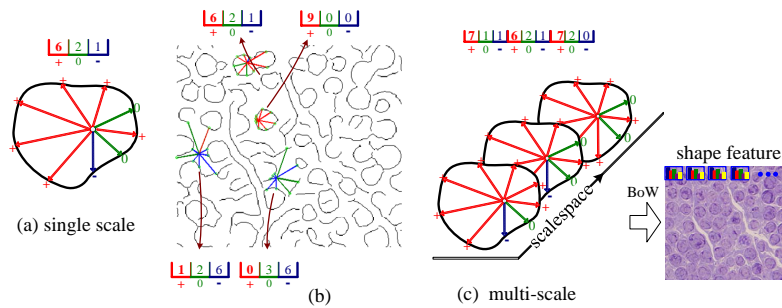 6 2 1
+ 0 -
+ + + + + + + 0 0 -
(a) single scale
6 2 1
+ 0 -
9 0 0
+ 0 -
1 2 6
+ 0 -
0 3 6
+ 0 -
(b)
7 1 1 6 2 1 7 2 0
+ 0 - + 0 - + 0 -
scalespace
(c) multi-scale
BoW
shape feature